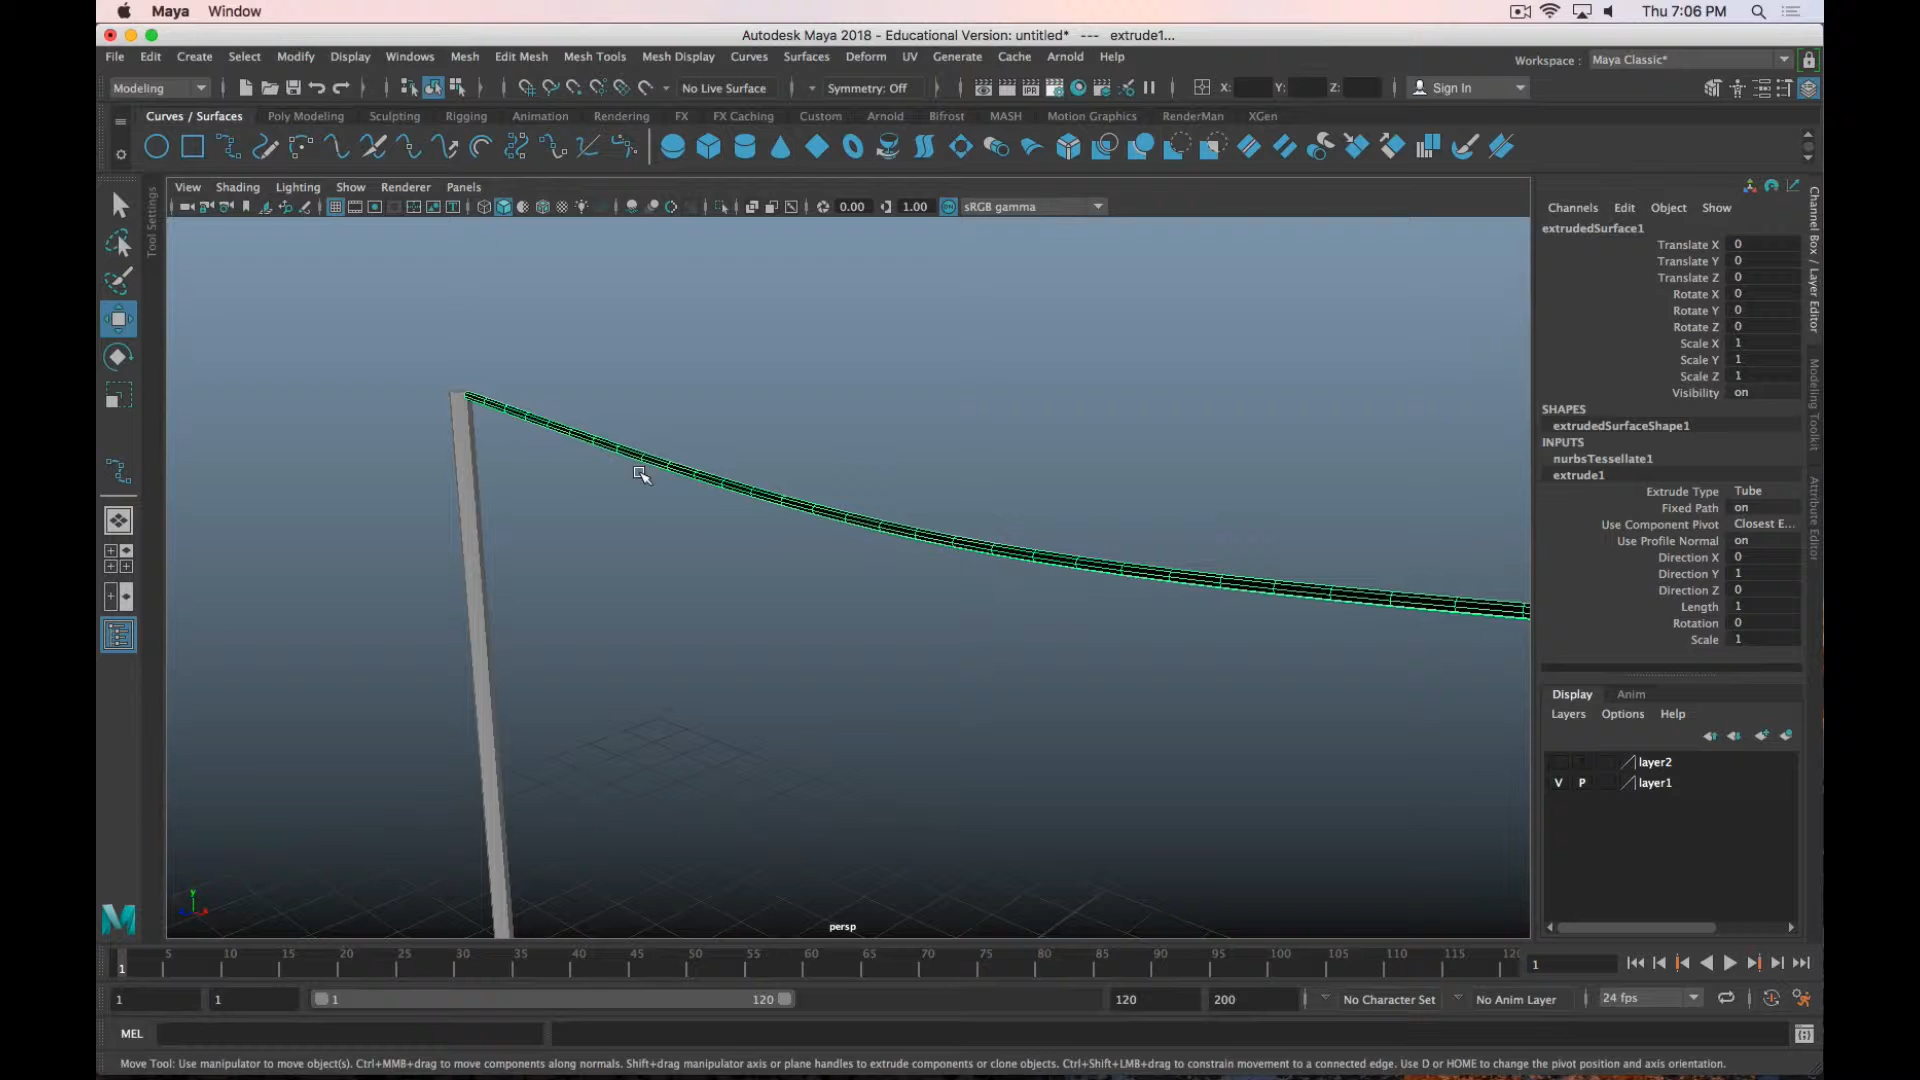 Maya Window
Thu 7:06 PM
Autodesk Maya 2018 - Educational Version: untitled* --- extrude1...
File Edit Create Select Modify Display Windows Mesh Edit Mesh Mesh Tools Mesh Display Curves Surfaces Deform UV Generate Cache Arnold Help
Workspace : Maya Classic*
Modeling No Live Surface Symmetry: Off X: Y: Z: Sign In
Curves / Surfaces Poly Modeling Sculpting Rigging Animation Rendering FX FX Caching Custom Arnold Bifrost MASH Motion Graphics RenderMan XGen
Tool Settings
View Shading Lighting Show Renderer Panels
0.00 1.00 sRGB gamma
persp
Channels Edit Object Show
extrudedSurface1
Translate X 0
Translate Y 0
Translate Z 0
Rotate X 0
Rotate Y 0
Rotate Z 0
Scale X 1
Scale Y 1
Scale Z 1
Visibility on
SHAPES
extrudedSurfaceShape1
INPUTS
nurbsTessellate1
extrude1
Extrude Type Tube
Fixed Path on
Use Component Pivot Closest E...
Use Profile Normal on
Direction X 0
Direction Y 1
Direction Z 0
Length 1
Rotation 0
Scale 1
Display Anim
Layers Options Help
layer2
V P layer1
Channel Box / Layer Editor
Modeling Toolkit
Attribute Editor
1 5 10 15 20 25 30 35 40 45 50 55 60 65 70 75 80 85 90 95 100 105 110 115 120
1
1 1 1 120 120 200 No Character Set No Anim Layer 24 fps
MEL
Move Tool: Use manipulator to move object(s). Ctrl+MMB+drag to move components along normals. Shift+drag manipulator axis or plane handles to extrude components or clone objects. Ctrl+Shift+LMB+drag to constrain movement to a connected edge. Use D or HOME to change the pivot position and axis orientation.